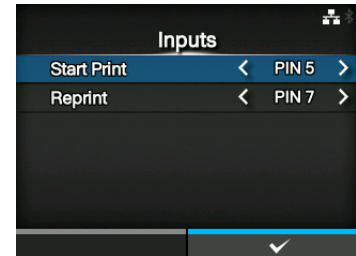 Inputs
Start Print < PIN 5 >
Reprint < PIN 7 >